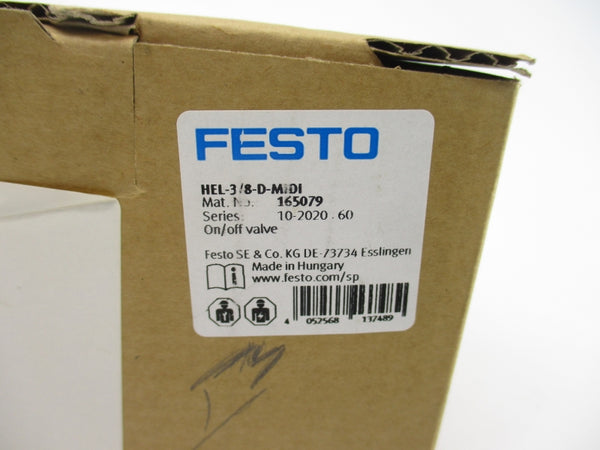 FESTO
HEL-3/8-D-MIDI
Mat. No.: 165079
Series: 10-2020 . 60
On/off valve
Festo SE & Co. KG DE-73734 Esslingen
Made in Hungary
www.festo.com/sp
4 052568 137489